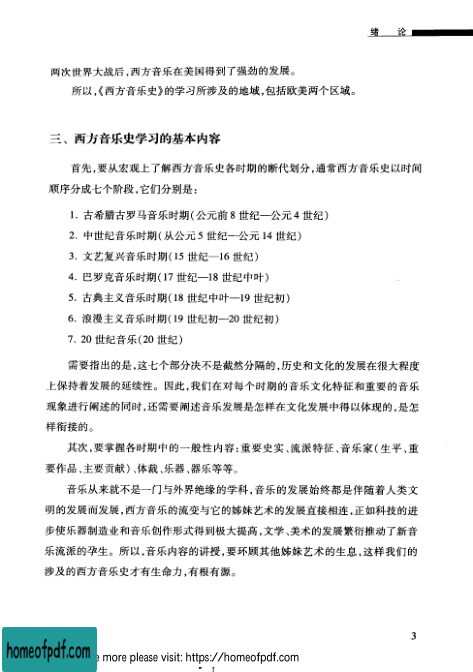 绪 论
两次世界大战后,西方音乐在美国得到了强劲的发展。
所以,《西方音乐史》的学习所涉及的地域,包括欧美两个区域。
三、西方音乐史学习的基本内容
首先,要从宏观上了解西方音乐史各时期的断代划分,通常西方音乐史以时间
顺序分成七个阶段,它们分别是:
1. 古希腊古罗马音乐时期(公元前 8 世纪—公元 4 世纪)
2. 中世纪音乐时期(从公元 5 世纪—公元 14 世纪)
3. 文艺复兴音乐时期(15 世纪—16 世纪)
4. 巴罗克音乐时期(17 世纪—18 世纪中叶)
5. 古典主义音乐时期(18 世纪中叶—19 世纪初)
6. 浪漫主义音乐时期(19 世纪初—20 世纪初)
7. 20 世纪音乐(20 世纪)
需要指出的是,这七个部分决不是截然分隔的,历史和文化的发展在很大程度
上保持着发展的延续性。因此,我们在对每个时期的音乐文化特征和重要的音乐
现象进行阐述的同时,还需要阐述音乐发展是怎样在文化发展中得以体现的,是怎
样衔接的。
其次,要掌握各时期中的一般性内容:重要史实、流派特征、音乐家(生平、重
要作品、主要贡献)、体裁、乐器、器乐等等。
音乐从来就不是一门与外界绝缘的学科,音乐的发展始终都是伴随着人类文
明的发展而发展,西方音乐的流变与它的姊妹艺术的发展直接相连,正如科技的进
步使乐器制造业和音乐创作形式得到极大提高,文学、美术的发展繁衍推动了新音
乐流派的孕生。所以,音乐内容的讲授,要环顾其他姊妹艺术的生息,这样我们的
涉及的西方音乐史才有生命力,有根有源。
3
homeofpdf.com
e more please visit: https://homeofpdf.com